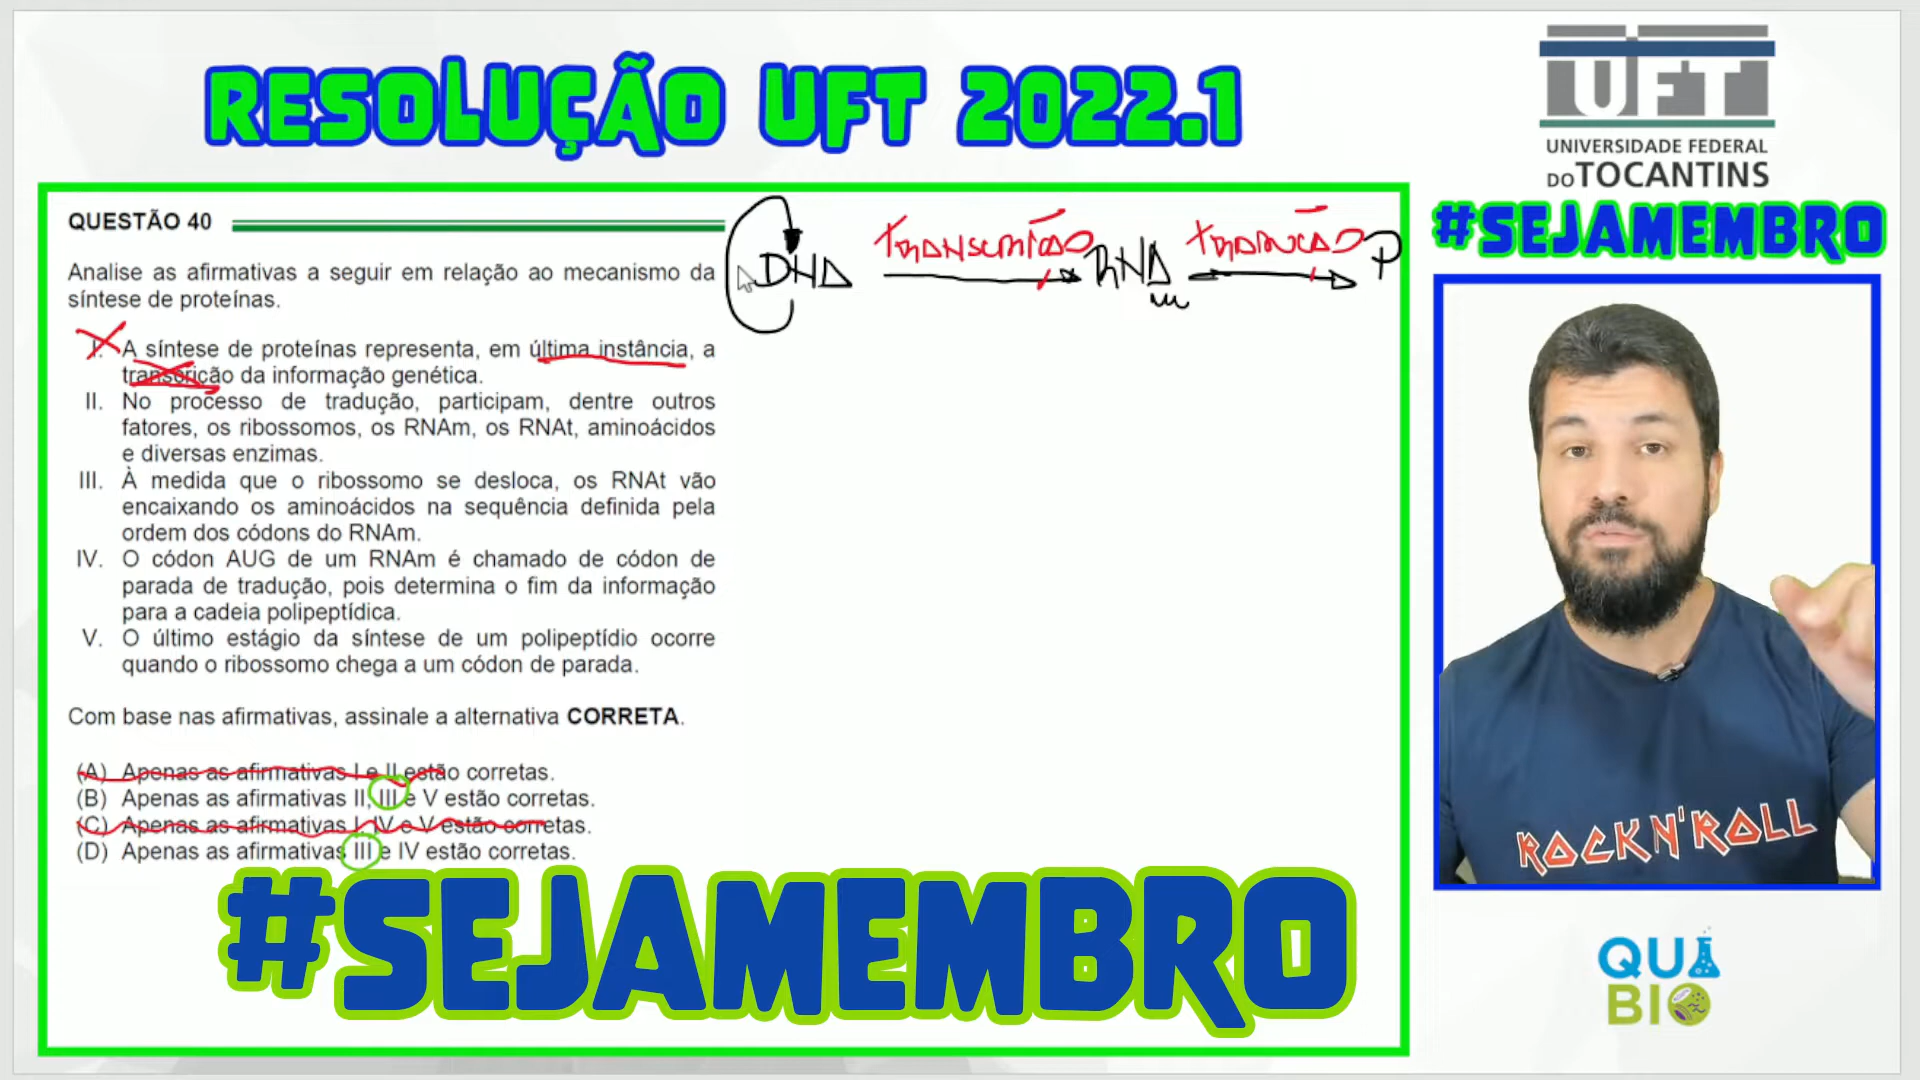 RESOLUÇÃO UFT 2022.1
UFT
UNIVERSIDADE FEDERAL
DO TOCANTINS
#SEJAMEMBRO
QUESTÃO 40
Analise as afirmativas a seguir em relação ao mecanismo da
síntese de proteínas.
I. A síntese de proteínas representa, em última instância, a
transcrição da informação genética.
II. No processo de tradução, participam, dentre outros
fatores, os ribossomos, os RNAm, os RNAt, aminoácidos
e diversas enzimas.
III. À medida que o ribossomo se desloca, os RNAt vão
encaixando os aminoácidos na sequência definida pela
ordem dos códons do RNAm.
IV. O códon AUG de um RNAm é chamado de códon de
parada de tradução, pois determina o fim da informação
para a cadeia polipeptídica.
V. O último estágio da síntese de um polipeptídio ocorre
quando o ribossomo chega a um códon de parada.
Com base nas afirmativas, assinale a alternativa CORRETA.
(A) Apenas as afirmativas I e II estão corretas.
(B) Apenas as afirmativas II, III e V estão corretas.
(C) Apenas as afirmativas I, IV e V estão corretas.
(D) Apenas as afirmativas III e IV estão corretas.
TRANSCRIÇÃO TRADUÇÃO
DNA RNA P
m
#SEJAMEMBRO
ROCK N' ROLL
QUI
BIO